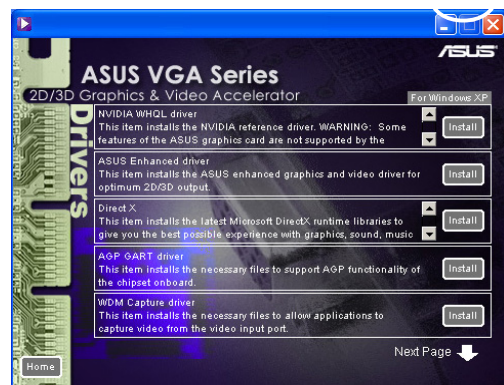 ASUS
ASUS VGA Series
2D/3D Graphics & Video Accelerator
For Windows XP
Drivers
NVIDIA WHQL driver
This item installs the NVIDIA reference driver. WARNING: Some
features of the ASUS graphics card are not supported by the
Install
ASUS Enhanced driver
This item installs the ASUS enhanced graphics and video driver for
optimum 2D/3D output.
Install
Direct X
This item installs the latest Microsoft DirectX runtime libraries to
give you the best possible experience with graphics, sound, music
Install
AGP GART driver
This item installs the necessary files to support AGP functionality of
the chipset onboard.
Install
WDM Capture driver
This item installs the necessary files to allow applications to
capture video from the video input port.
Install
Next Page
Home